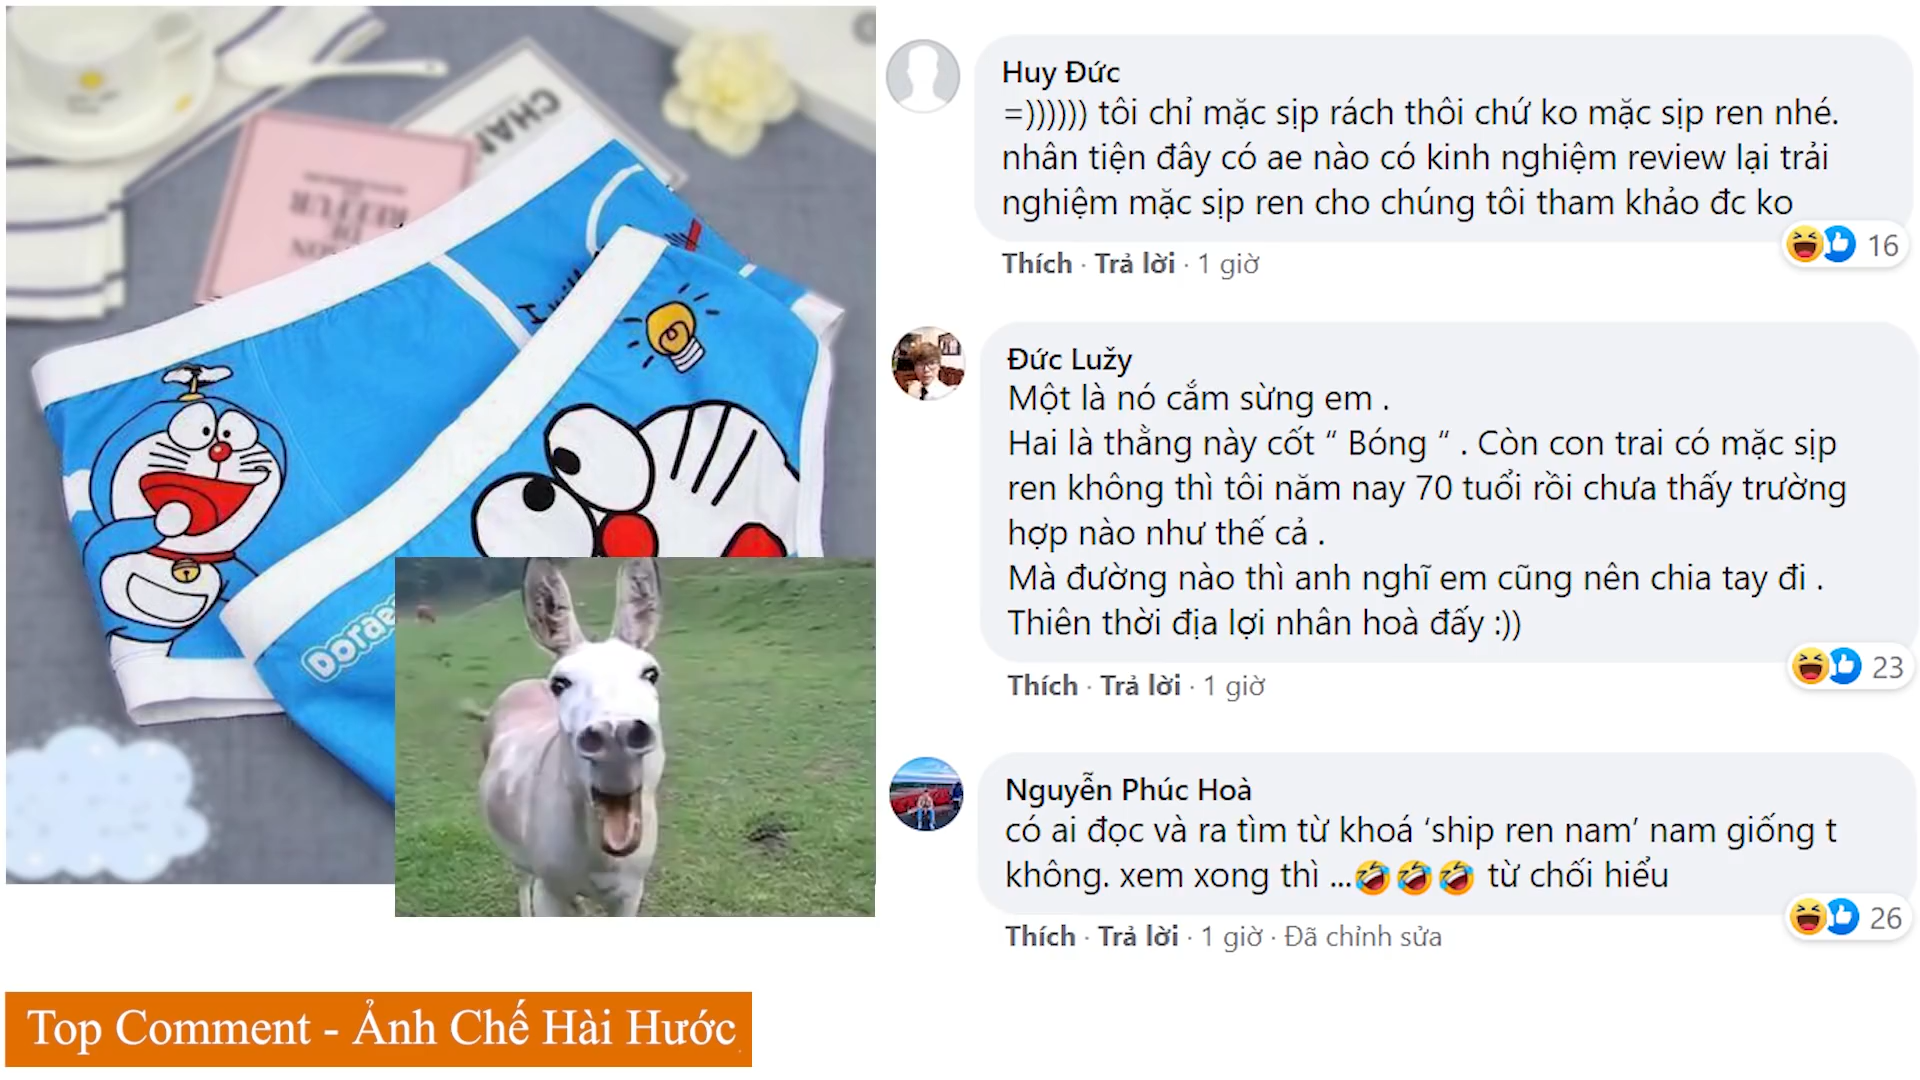 CHAN
Dorae
Huy Đức
=)))))) tôi chỉ mặc sịp rách thôi chứ ko mặc sịp ren nhé.
nhân tiện đây có ae nào có kinh nghiệm review lại trải
nghiệm mặc sịp ren cho chúng tôi tham khảo đc ko
16
Thích · Trả lời · 1 giờ
Đức Lužy
Một là nó cắm sừng em .
Hai là thằng này cốt “ Bóng “ . Còn con trai có mặc sịp
ren không thì tôi năm nay 70 tuổi rồi chưa thấy trường
hợp nào như thế cả .
Mà đường nào thì anh nghĩ em cũng nên chia tay đi .
Thiên thời địa lợi nhân hoà đấy :))
23
Thích · Trả lời · 1 giờ
Nguyễn Phúc Hoà
có ai đọc và ra tìm từ khoá ‘ship ren nam’ nam giống t
không. xem xong thì ...🤣🤣🤣 từ chối hiểu
26
Thích · Trả lời · 1 giờ · Đã chỉnh sửa
Top Comment - Ảnh Chế Hài Hước